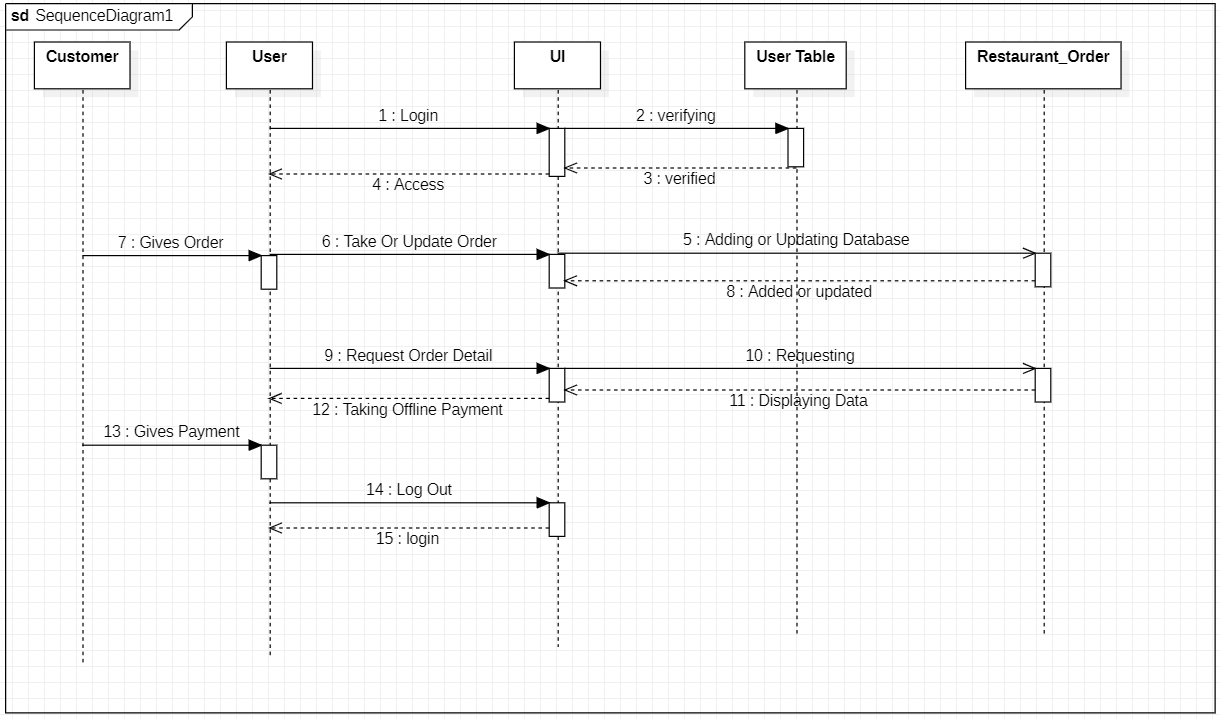 sd SequenceDiagram1
Customer
User
UI
User Table
Restaurant_Order
1 : Login
2 : verifying
3 : verified
4 : Access
7 : Gives Order
6 : Take Or Update Order
5 : Adding or Updating Database
8 : Added or updated
9 : Request Order Detail
10 : Requesting
11 : Displaying Data
12 : Taking Offline Payment
13 : Gives Payment
14 : Log Out
15 : login